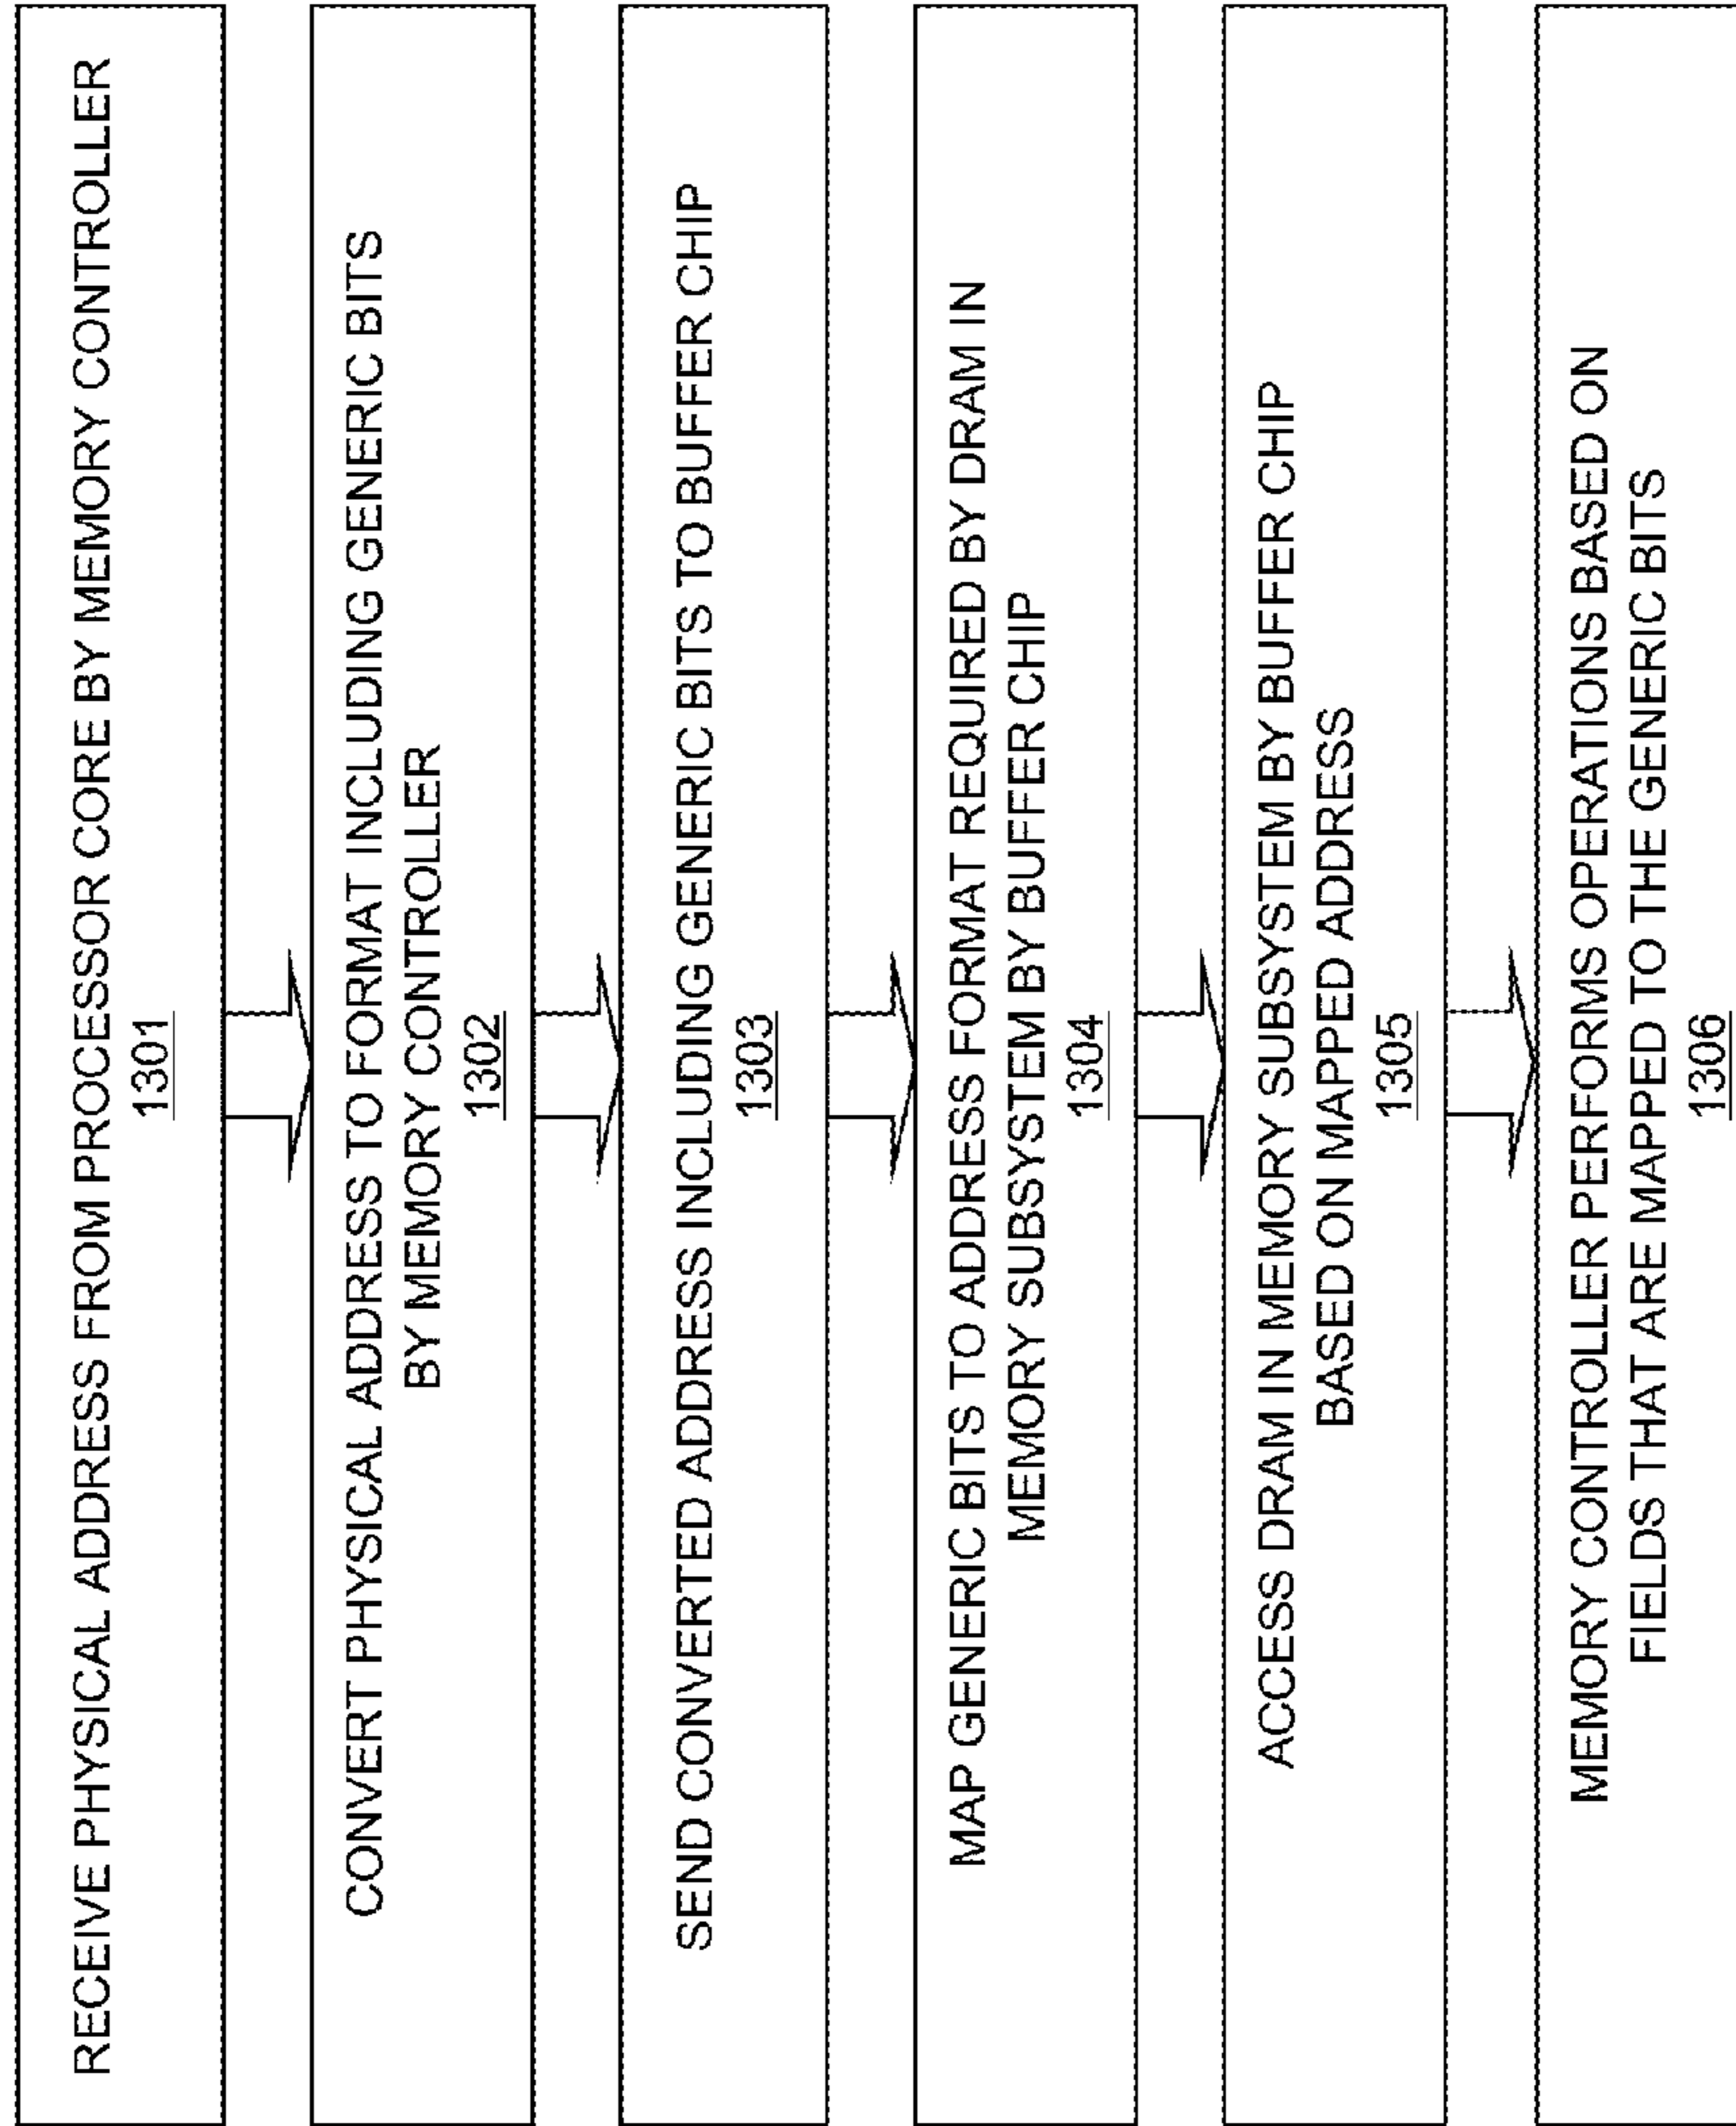 RECEIVE PHYSICAL ADDRESS FROM PROCESSOR CORE BY MEMORY CONTROLLER
1301
CONVERT PHYSICAL ADDRESS TO FORMAT INCLUDING GENERIC BITS
BY MEMORY CONTROLLER
1302
SEND CONVERTED ADDRESS INCLUDING GENERIC BITS TO BUFFER CHIP
1303
MAP GENERIC BITS TO ADDRESS FORMAT REQUIRED BY DRAM IN
MEMORY SUBSYSTEM BY BUFFER CHIP
1304
ACCESS DRAM IN MEMORY SUBSYSTEM BY BUFFER CHIP
BASED ON MAPPED ADDRESS
1305
MEMORY CONTROLLER PERFORMS OPERATIONS BASED ON
FIELDS THAT ARE MAPPED TO THE GENERIC BITS
1306